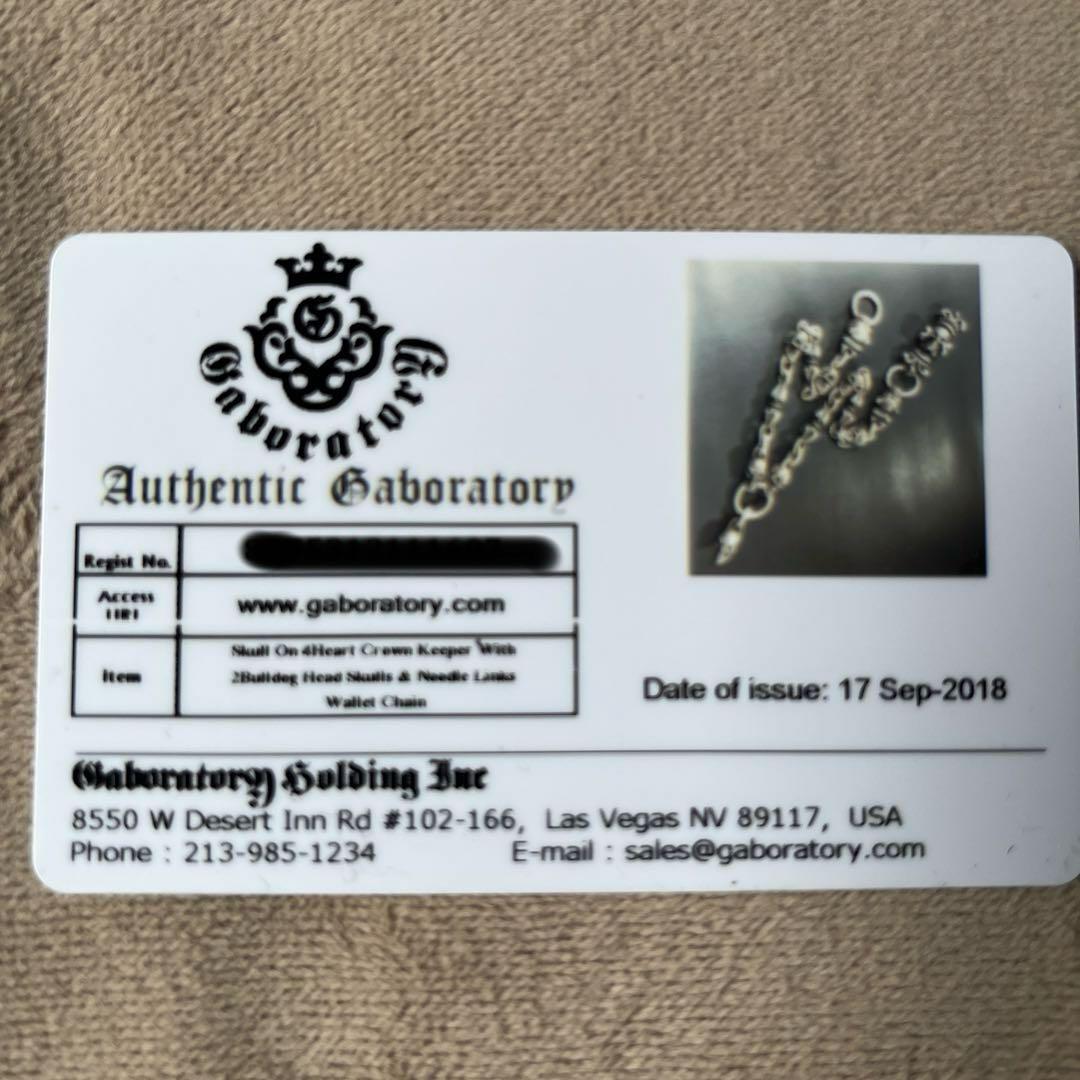 G
Gaboratory
Authentic Gaboratory
Regist No.
Access URI
www.gaboratory.com
Item
Skull On 4Heart Crown Keeper With
2Bulldog Head Skulls & Needle Links
Wallet Chain
Date of issue: 17 Sep-2018
Gaboratory Holding Inc
8550 W Desert Inn Rd #102-166, Las Vegas NV 89117, USA
Phone : 213-985-1234 E-mail : sales@gaboratory.com